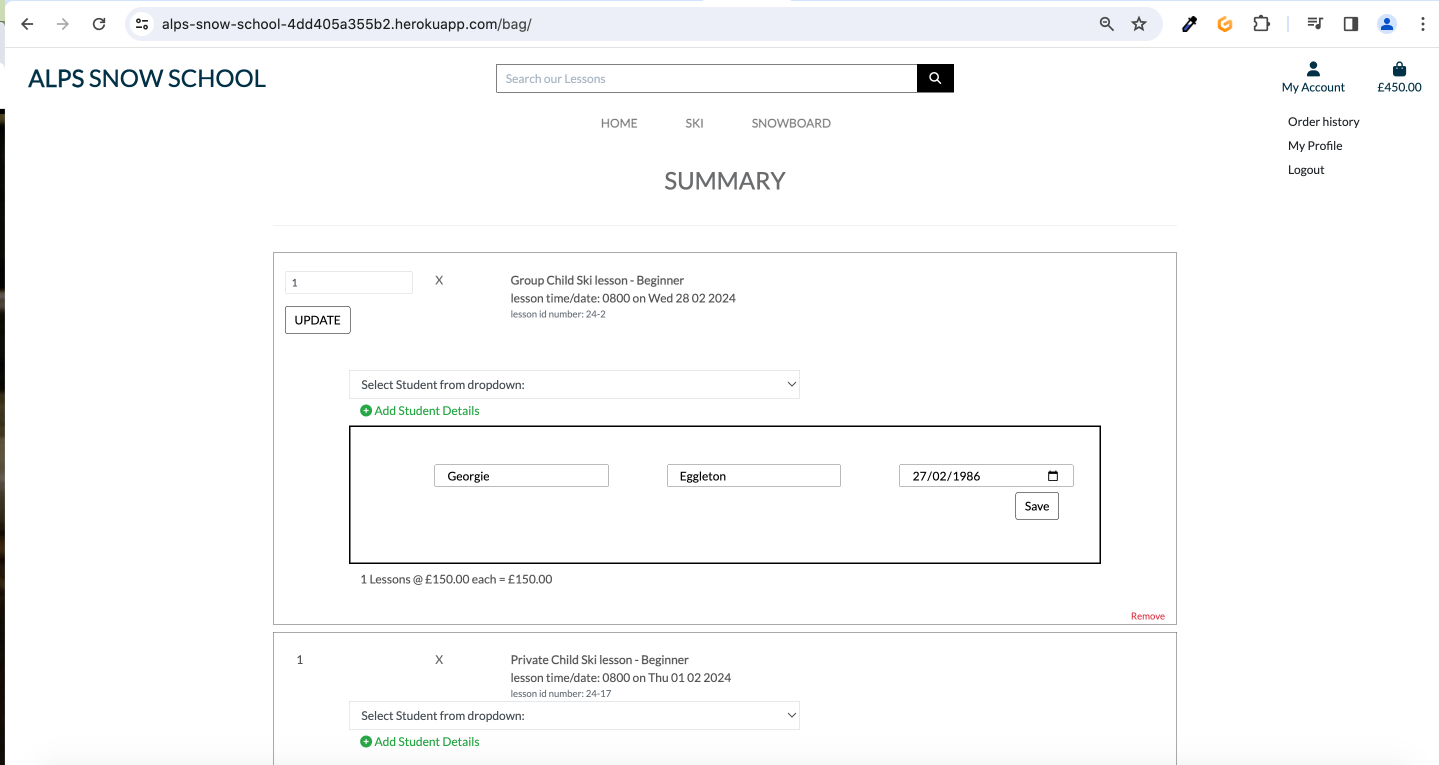 alps-snow-school-4dd405a355b2.herokuapp.com/bag/
ALPS SNOW SCHOOL
Search our Lessons
My Account
£450.00
HOME SKI SNOWBOARD
Order history
My Profile
Logout
SUMMARY
1 X Group Child Ski lesson - Beginner
lesson time/date: 0800 on Wed 28 02 2024
lesson id number: 24-2
UPDATE
Select Student from dropdown:
Add Student Details
Georgie Eggleton 27/02/1986
Save
1 Lessons @ £150.00 each = £150.00
Remove
1 X Private Child Ski lesson - Beginner
lesson time/date: 0800 on Thu 01 02 2024
lesson id number: 24-17
Select Student from dropdown:
Add Student Details